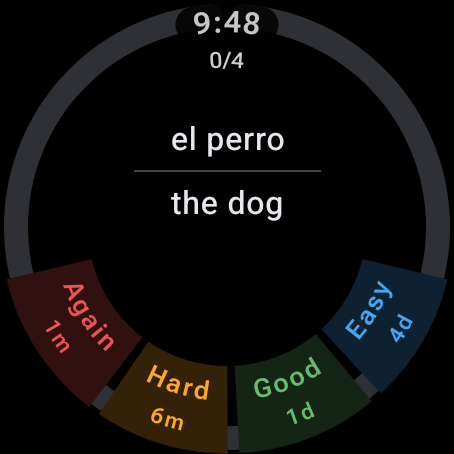 9:48
0/4
el perro
the dog
Again
1m
Hard
6m
Good
1d
Easy
4d